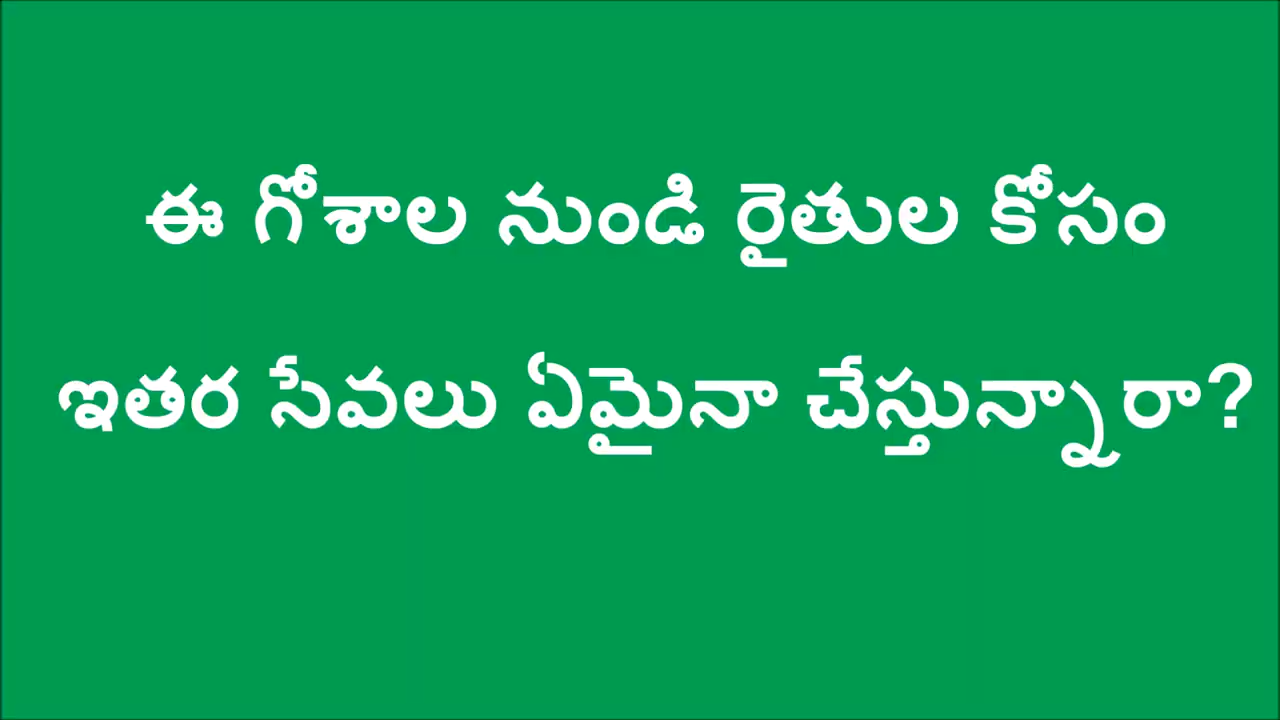 ఈ గోశాల నుండి రైతుల కోసం
ఇతర సేవలు ఏమైనా చేస్తున్నారా?